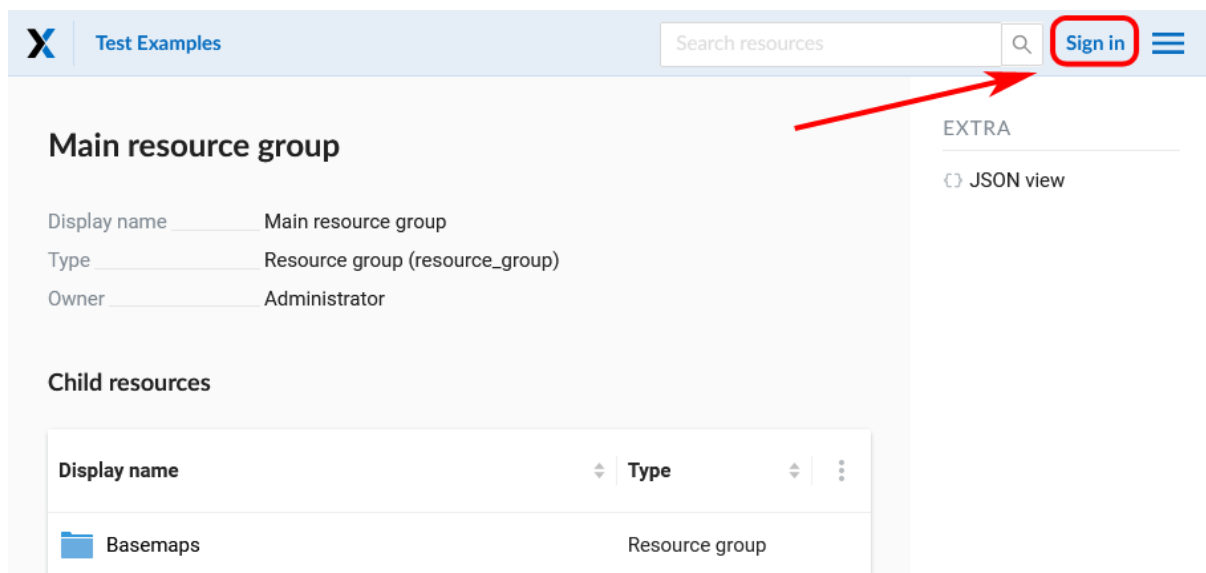 Test Examples
Search resources
Sign in
Main resource group
EXTRA
{} JSON view
Display name Main resource group
Type Resource group (resource_group)
Owner Administrator
Child resources
Display name Type
Basemaps Resource group